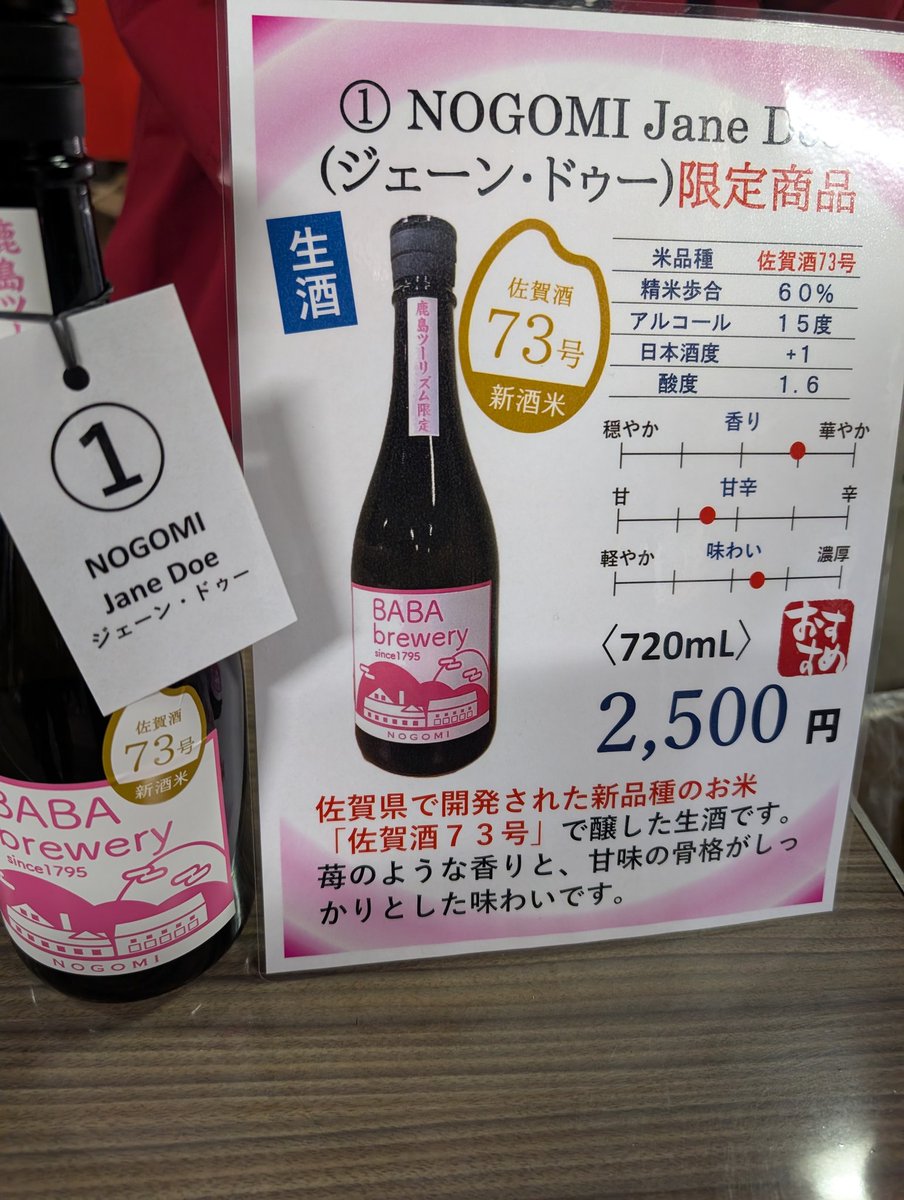 ① NOGOMI Jane Doe
(ジェーン・ドゥー)限定商品
生酒
佐賀酒
73号
新酒米
鹿島ツーリズム限定
BABA
brewery
since1795
NOGOMI
米品種 佐賀酒73号
精米歩合 60%
アルコール 15度
日本酒度 +1
酸度 1.6
香り
穏やか 華やか
甘辛
甘 辛
味わい
軽やか 濃厚
〈720mL〉
おすすめ
2,500円
佐賀県で開発された新品種のお米
「佐賀酒73号」で醸した生酒です。
苺のような香りと、甘味の骨格がしっ
かりとした味わいです。
鹿島ツー
①
NOGOMI
Jane Doe
ジェーン・ドゥー
佐賀酒
73号
新酒米
BABA
brewery
since1795
NOGOMI